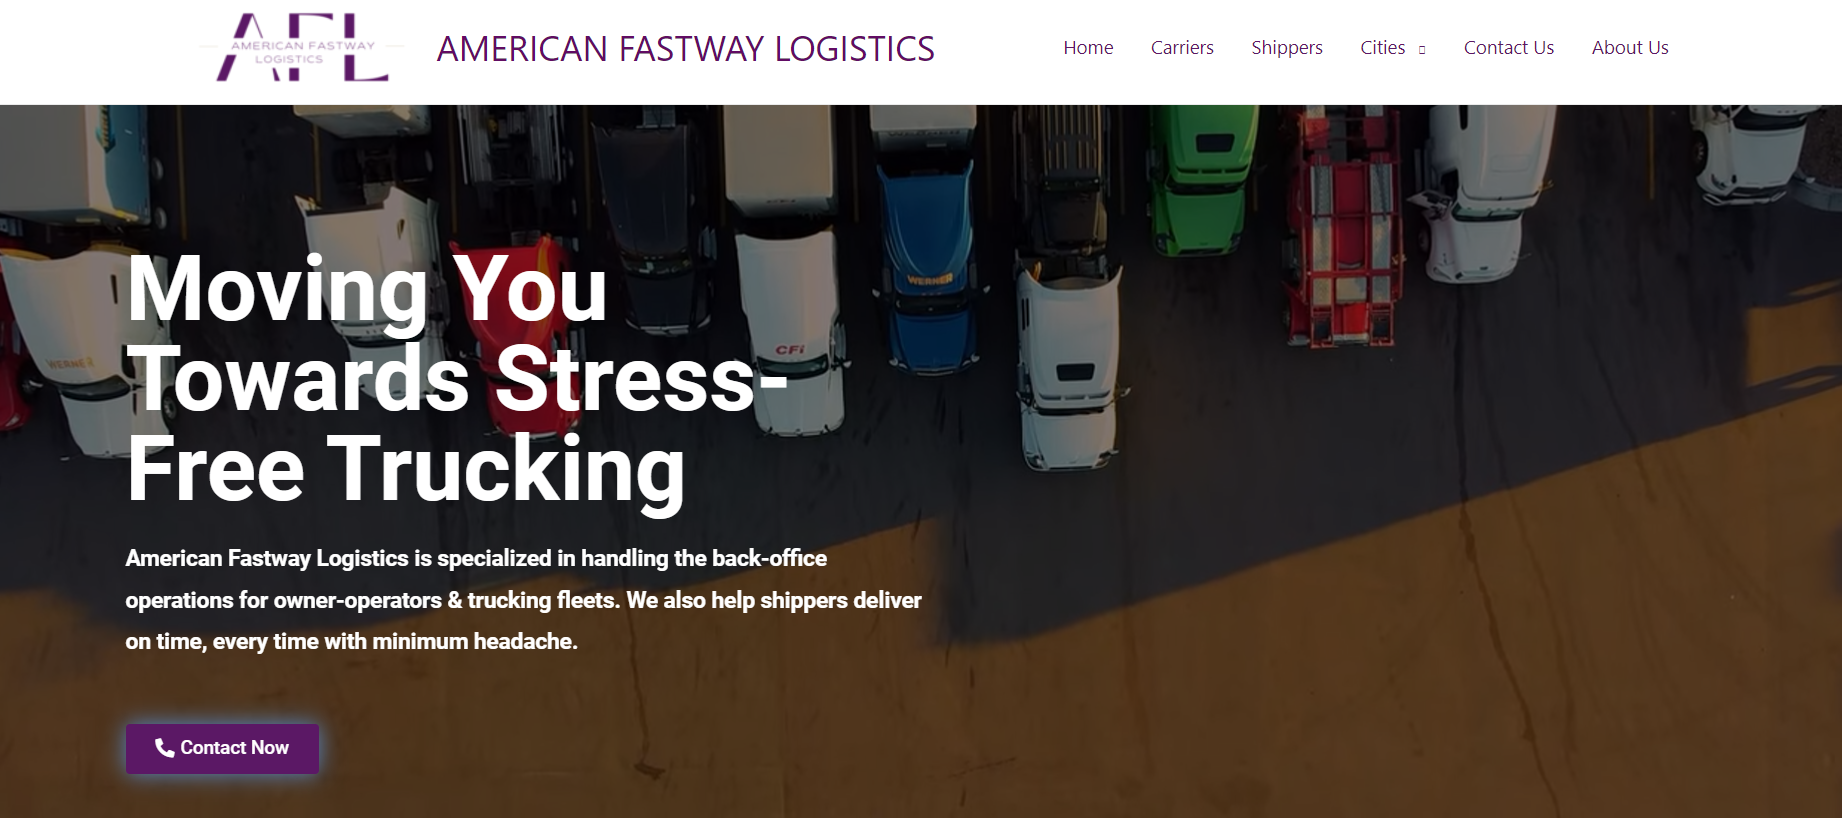 AFL
AMERICAN FASTWAY
LOGISTICS
AMERICAN FASTWAY LOGISTICS
Home Carriers Shippers Cities Contact Us About Us
WERNER
CFi
WERNER
Moving You
Towards Stress-
Free Trucking
American Fastway Logistics is specialized in handling the back-office
operations for owner-operators & trucking fleets. We also help shippers deliver
on time, every time with minimum headache.
Contact Now